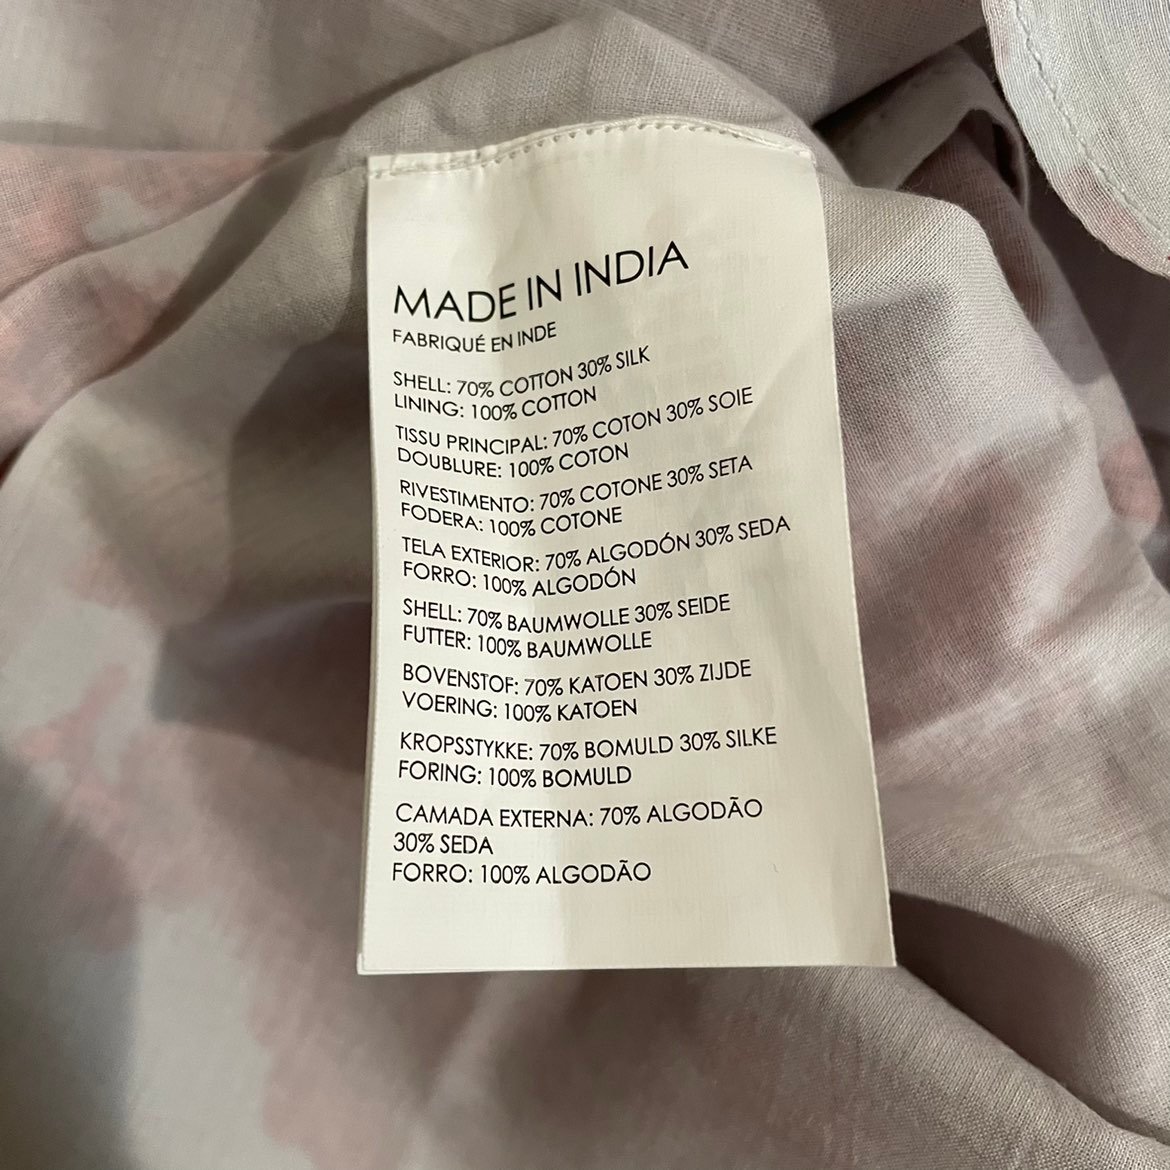 MADE IN INDIA
FABRIQUÉ EN INDE
SHELL: 70% COTTON 30% SILK
LINING: 100% COTTON
TISSU PRINCIPAL: 70% COTON 30% SOIE
DOUBLURE: 100% COTON
RIVESTIMENTO: 70% COTONE 30% SETA
FODERA: 100% COTONE
TELA EXTERIOR: 70% ALGODÓN 30% SEDA
FORRO: 100% ALGODÓN
SHELL: 70% BAUMWOLLE 30% SEIDE
FUTTER: 100% BAUMWOLLE
BOVENSTOF: 70% KATOEN 30% ZIJDE
VOERING: 100% KATOEN
KROPSSTYKKE: 70% BOMULD 30% SILKE
FORING: 100% BOMULD
CAMADA EXTERNA: 70% ALGODÃO
30% SEDA
FORRO: 100% ALGODÃO